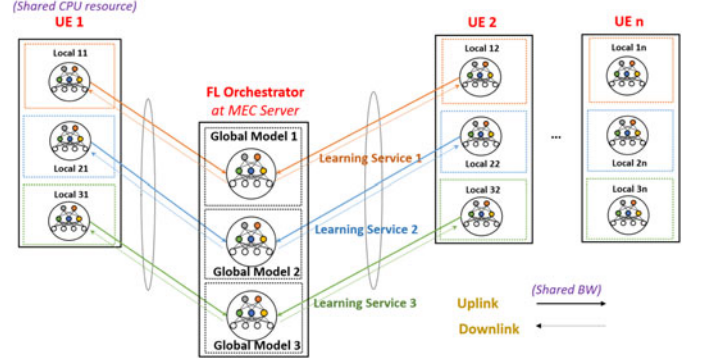 (Shared CPU resource)
UE 1
Local 11
Local 21
Local 31
FL Orchestrator
at MEC Server
Global Model 1
Global Model 2
Global Model 3
Learning Service 1
Learning Service 2
Learning Service 3
UE 2
Local 12
Local 22
Local 32
...
UE n
Local 1n
Local 2n
Local 3n
(Shared BW)
Uplink
Downlink